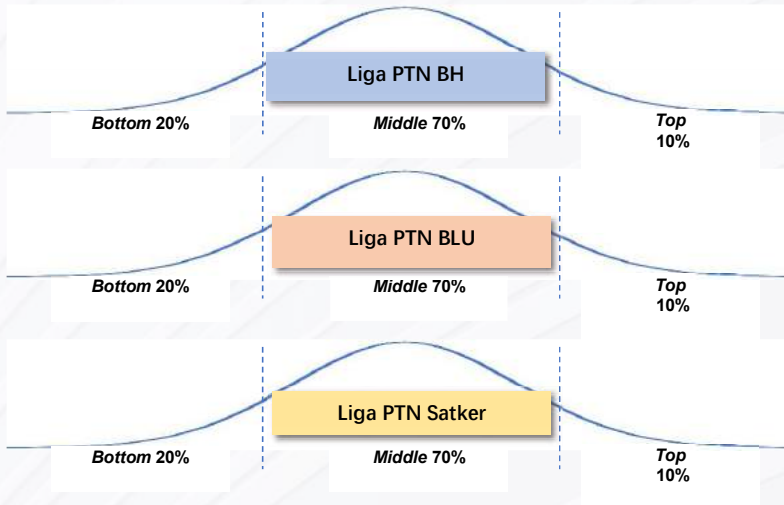 Liga PTN BH
Bottom 20%
Middle 70%
Top
10%
Liga PTN BLU
Bottom 20%
Middle 70%
Top
10%
Liga PTN Satker
Bottom 20%
Middle 70%
Top
10%